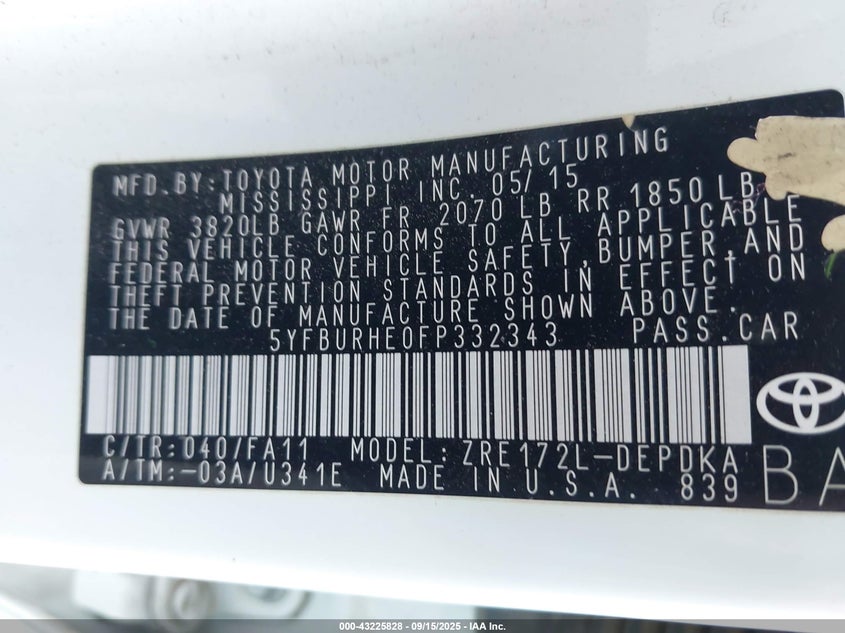 MFD.BY:TOYOTA MOTOR MANUFACTURING
MISSISSIPPI INC. 05/15
GVWR 3820LB GAWR FR 2070 LB RR 1850 LB
THIS VEHICLE CONFORMS TO ALL APPLICABLE
FEDERAL MOTOR VEHICLE SAFETY,BUMPER,AND
THEFT PREVENTION STANDARDS IN EFFECT ON
THE DATE OF MANUFACTURE SHOWN ABOVE.
5YFBURHE0FP332343 PASS.CAR
C/TR:040/FA11 MODEL:ZRE172L-DEPDKA
A/TM:-03A/U341E MADE IN U.S.A. 839 BA
000-43225828 - 09/15/2025 - IAA Inc.